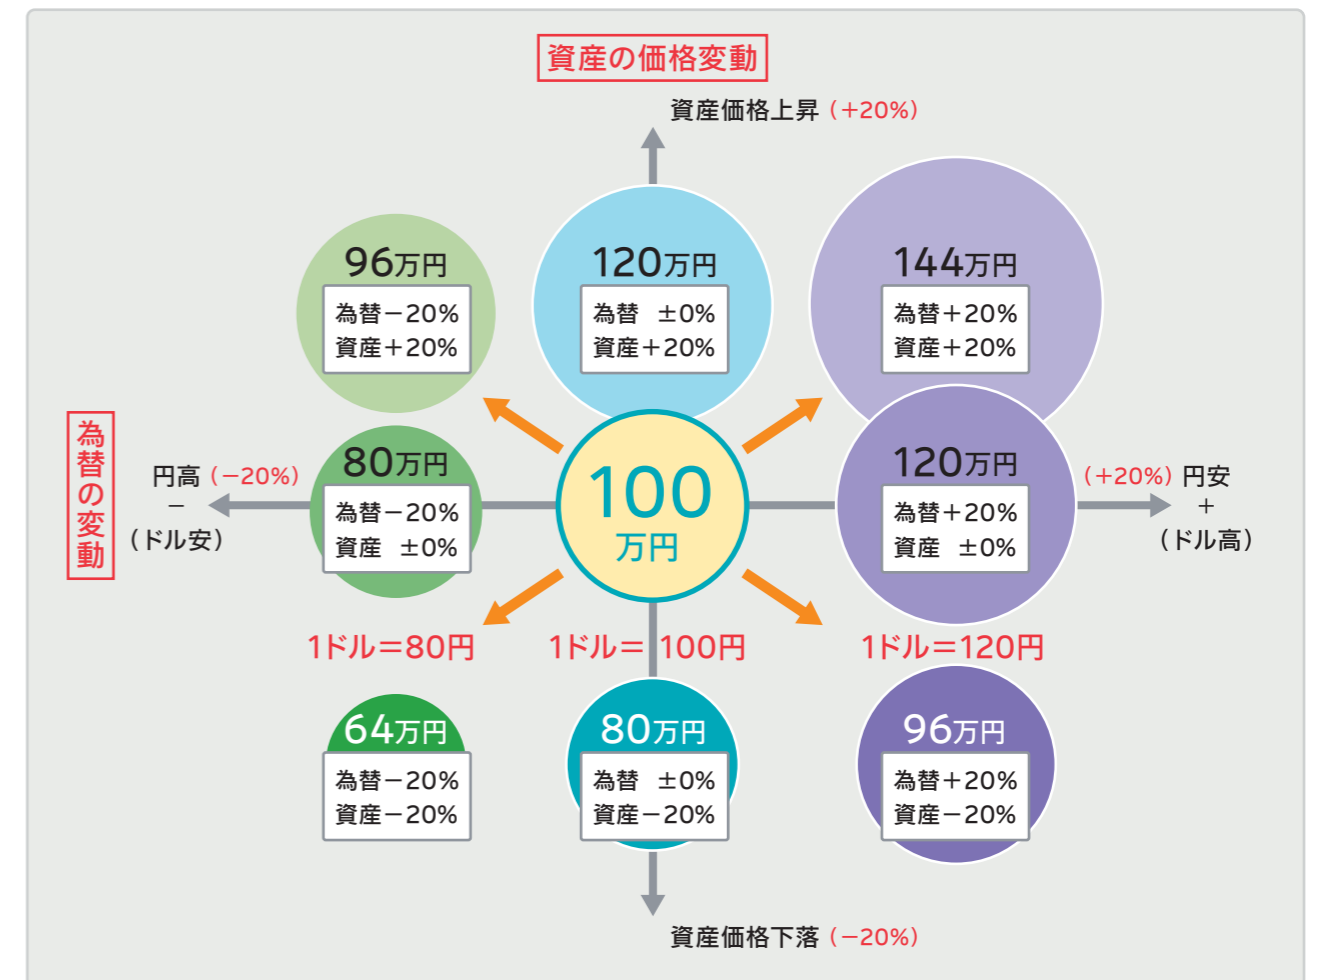 資産の価格変動
資産価格上昇（＋20%）
96万円
為替－20%
資産＋20%
120万円
為替 ±0%
資産＋20%
144万円
為替＋20%
資産＋20%
為替の変動
円高（－20%）
－
（ドル安）
80万円
為替－20%
資産 ±0%
100
万円
120万円
為替＋20%
資産 ±0%
（＋20%）円安
＋
（ドル高）
1ドル＝80円
1ドル＝100円
1ドル＝120円
64万円
為替－20%
資産－20%
80万円
為替 ±0%
資産－20%
96万円
為替＋20%
資産－20%
資産価格下落（－20%）